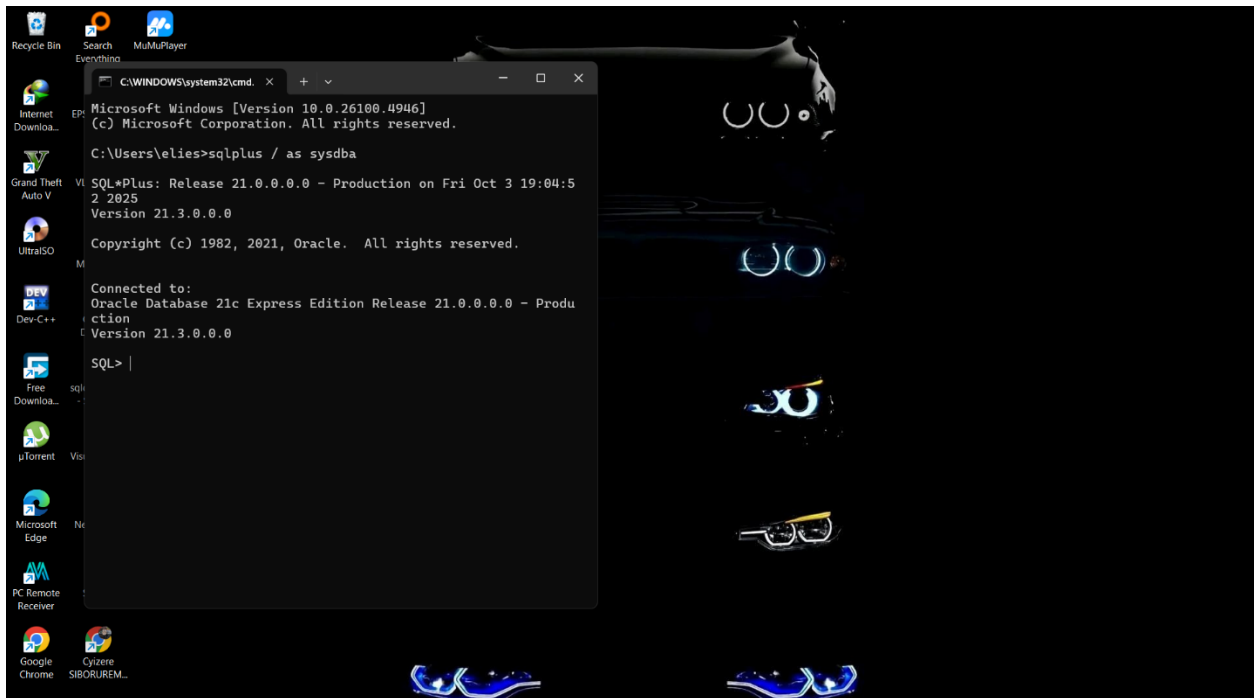 Recycle Bin
Search
Everything
MuMuPlayer
Internet
Downloa...
EPS
Grand Theft
Auto V
VL
UltraISO
M
Dev-C++
D
Free
Downloa...
sqld
- S
µTorrent
Visu
Microsoft
Edge
Ne
PC Remote
Receiver
Google
Chrome
Cyizere
SIBORUREM...
C:\WINDOWS\system32\cmd.
Microsoft Windows [Version 10.0.26100.4946]
(c) Microsoft Corporation. All rights reserved.
C:\Users\elies>sqlplus / as sysdba
SQL*Plus: Release 21.0.0.0.0 - Production on Fri Oct 3 19:04:5
2 2025
Version 21.3.0.0.0
Copyright (c) 1982, 2021, Oracle.  All rights reserved.
Connected to:
Oracle Database 21c Express Edition Release 21.0.0.0.0 - Produ
ction
Version 21.3.0.0.0
SQL>